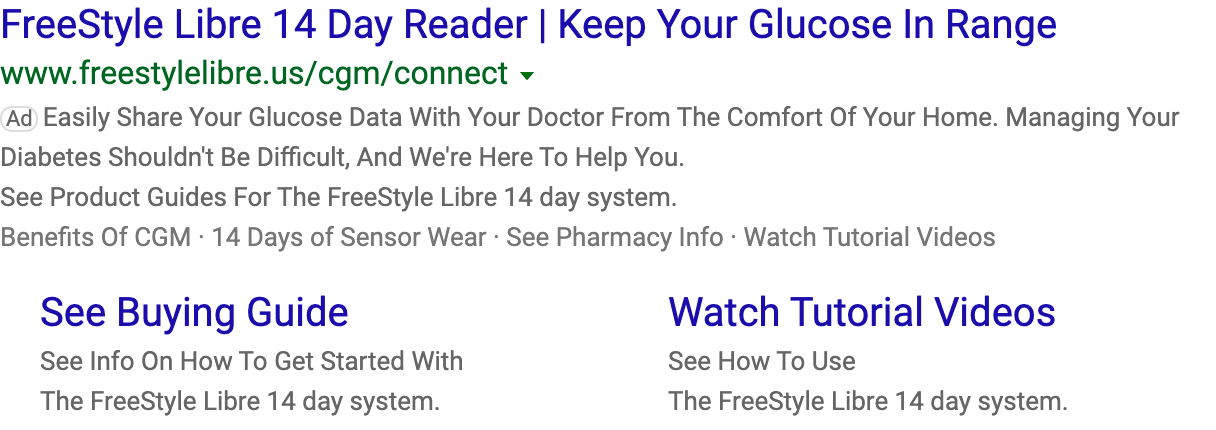 FreeStyle Libre 14 Day Reader | Keep Your Glucose In Range
www.freestylelibre.us/cgm/connect
Ad Easily Share Your Glucose Data With Your Doctor From The Comfort Of Your Home. Managing Your
Diabetes Shouldn't Be Difficult, And We're Here To Help You.
See Product Guides For The FreeStyle Libre 14 day system.
Benefits Of CGM · 14 Days of Sensor Wear · See Pharmacy Info · Watch Tutorial Videos
See Buying Guide
See Info On How To Get Started With
The FreeStyle Libre 14 day system.
Watch Tutorial Videos
See How To Use
The FreeStyle Libre 14 day system.